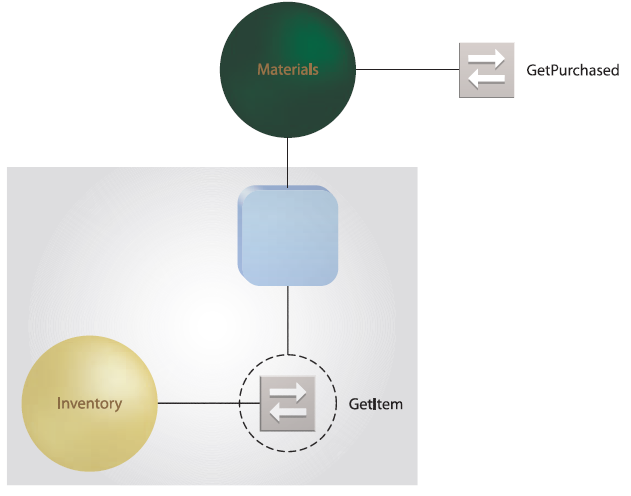 Materials
GetPurchased
Inventory
GetItem